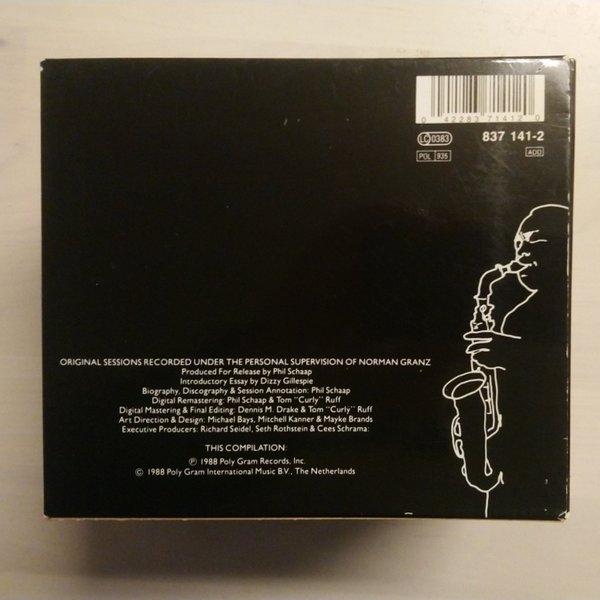 0 42283 71412 0
LC 0383
837 141-2
POL 935
ADD
ORIGINAL SESSIONS RECORDED UNDER THE PERSONAL SUPERVISION OF NORMAN GRANZ
Produced For Release by Phil Schaap
Introductory Essay by Dizzy Gillespie
Biography, Discography & Session Annotation: Phil Schaap
Digital Remastering: Phil Schaap & Tom "Curly" Ruff
Digital Mastering & Final Editing: Dennis M. Drake & Tom "Curly" Ruff
Art Direction & Design: Michael Bays, Mitchell Kanner & Mayke Brands
Executive Producers: Richard Seidel, Seth Rothstein & Cees Schrama:
THIS COMPILATION:
℗ 1988 Poly Gram Records, Inc.
© 1988 Poly Gram International Music B.V., The Netherlands